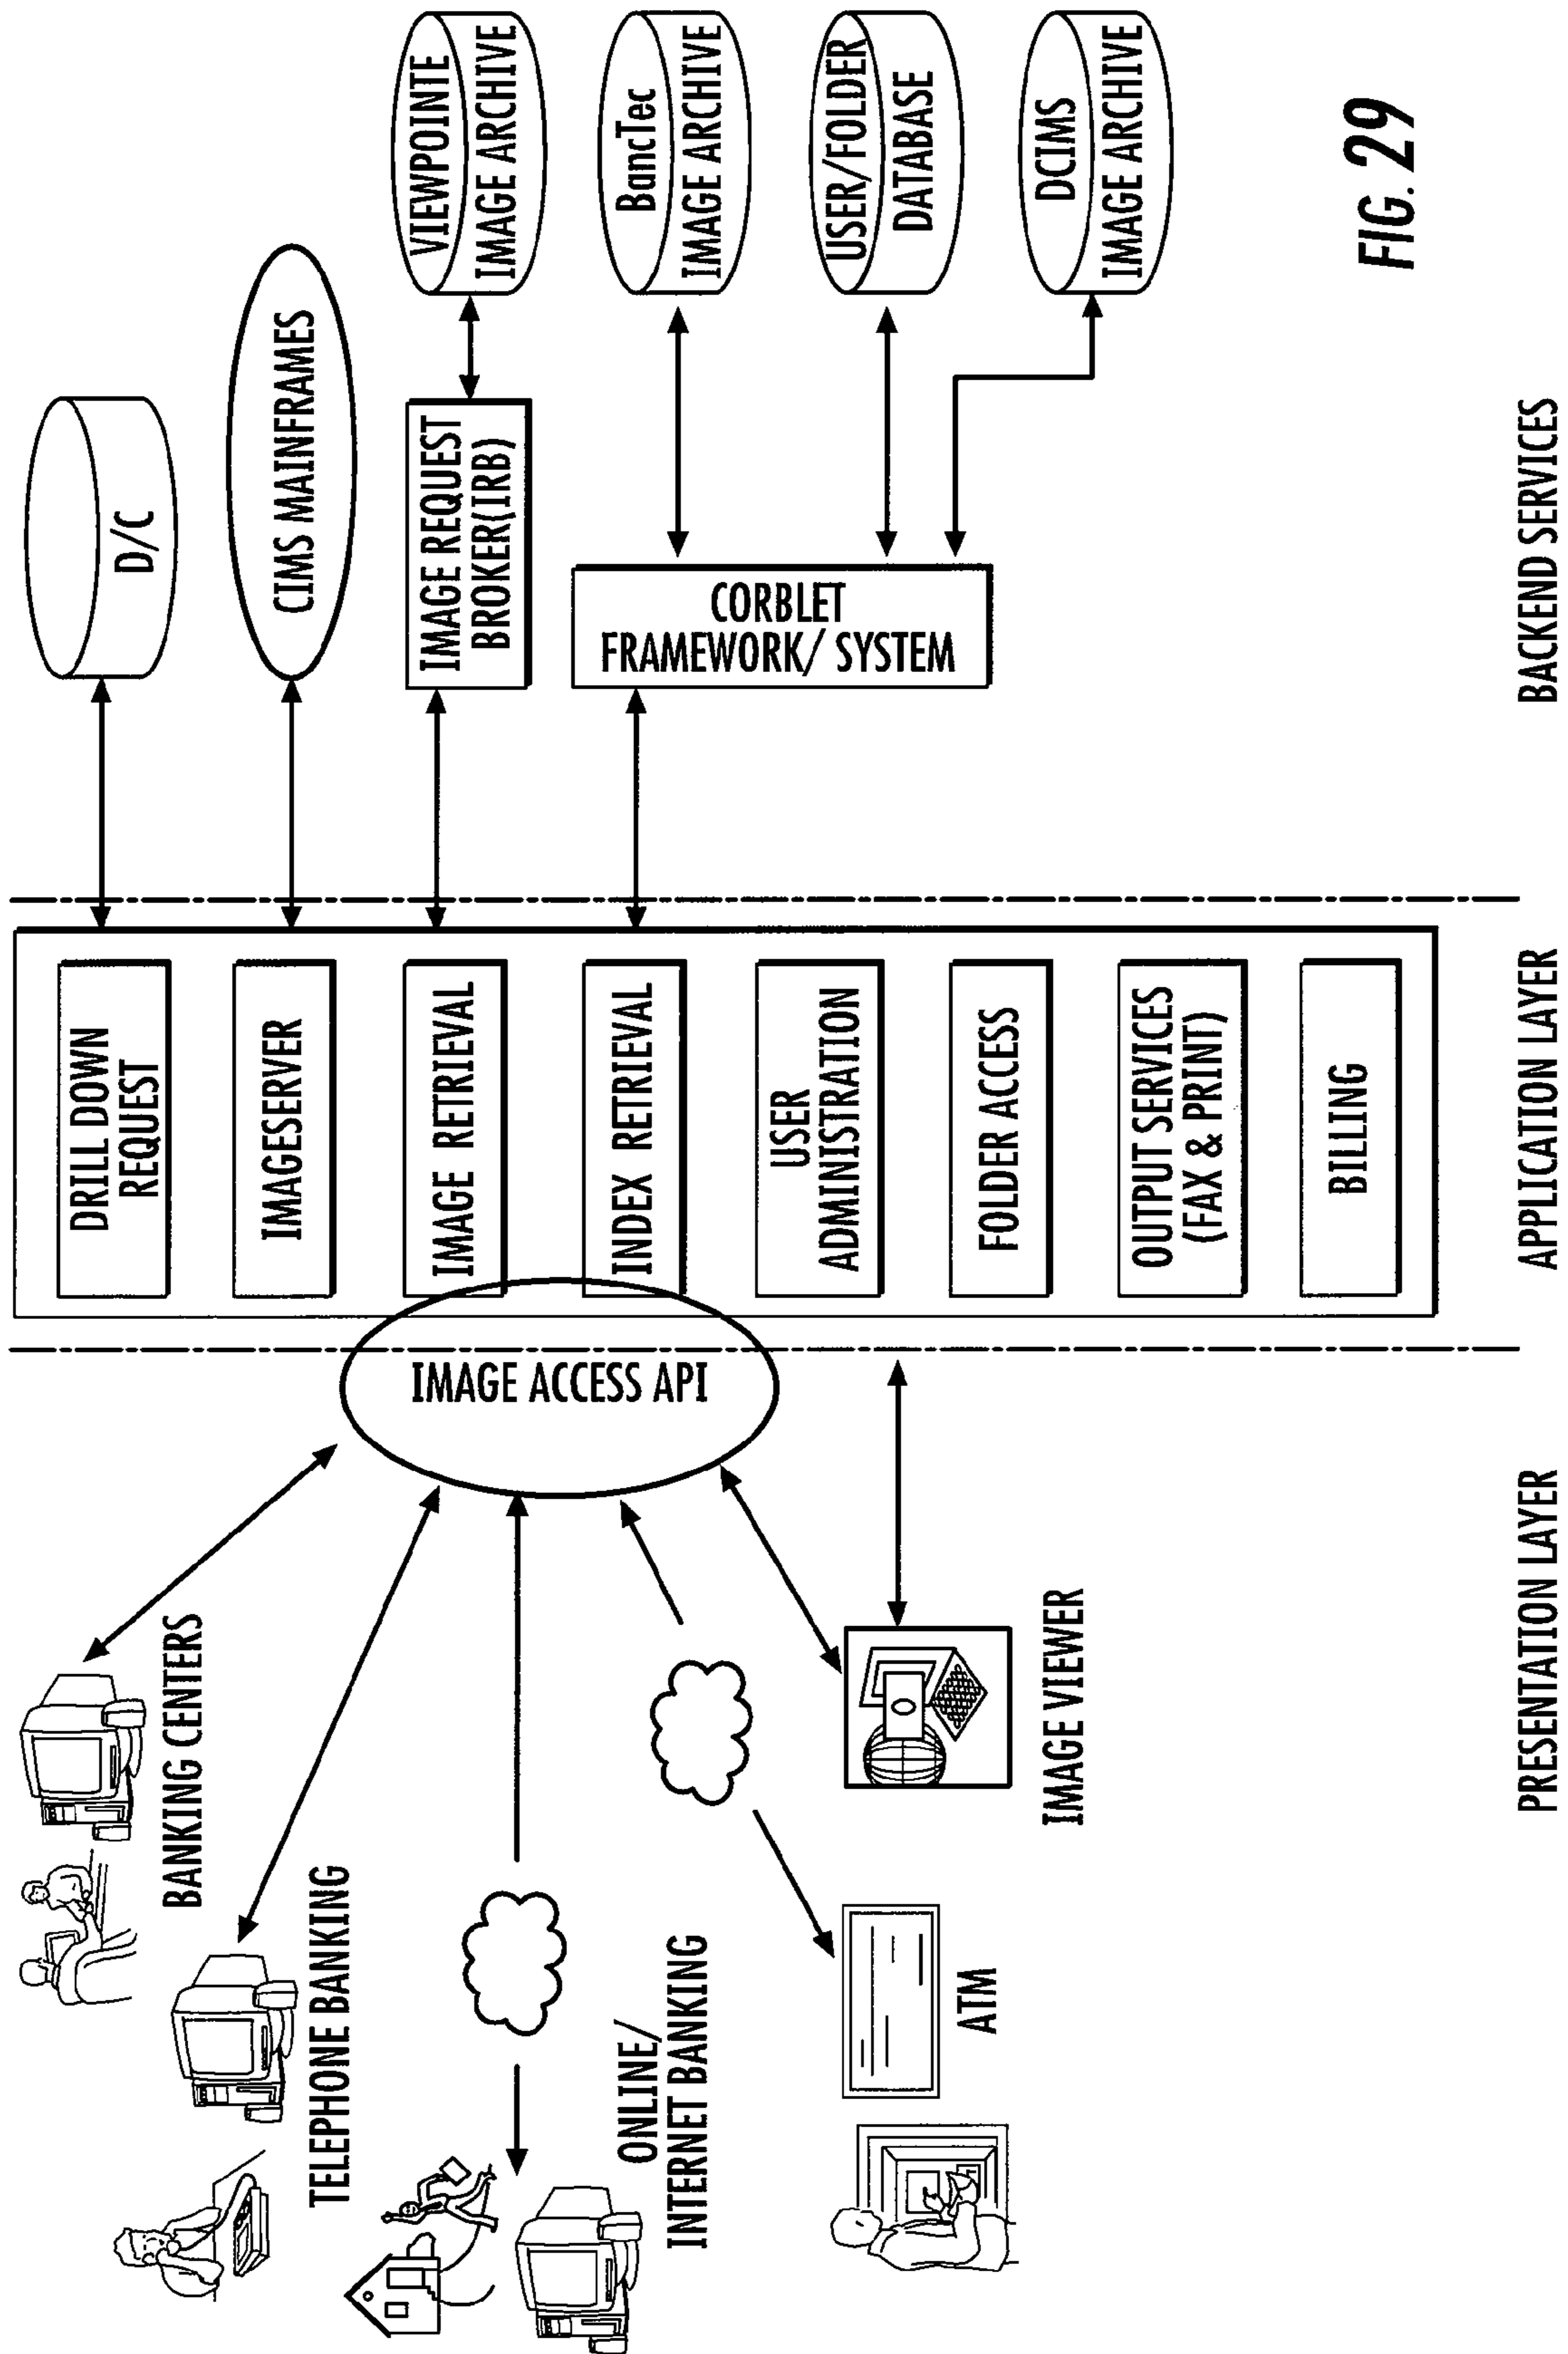 BANKING CENTERS
TELEPHONE BANKING
ONLINE/
INTERNET BANKING
ATM
IMAGE VIEWER
IMAGE ACCESS API
DRILL DOWN
REQUEST
IMAGESERVER
IMAGE RETRIEVAL
INDEX RETRIEVAL
USER
ADMINISTRATION
FOLDER ACCESS
OUTPUT SERVICES
(FAX & PRINT)
BILLING
D/C
CIMS MAINFRAMES
IMAGE REQUEST
BROKER(IRB)
CORBLET
FRAMEWORK/ SYSTEM
VIEWPOINTE
IMAGE ARCHIVE
BancTec
IMAGE ARCHIVE
USER/FOLDER
DATABASE
DCIMS
IMAGE ARCHIVE
PRESENTATION LAYER
APPLICATION LAYER
BACKEND SERVICES
FIG. 29